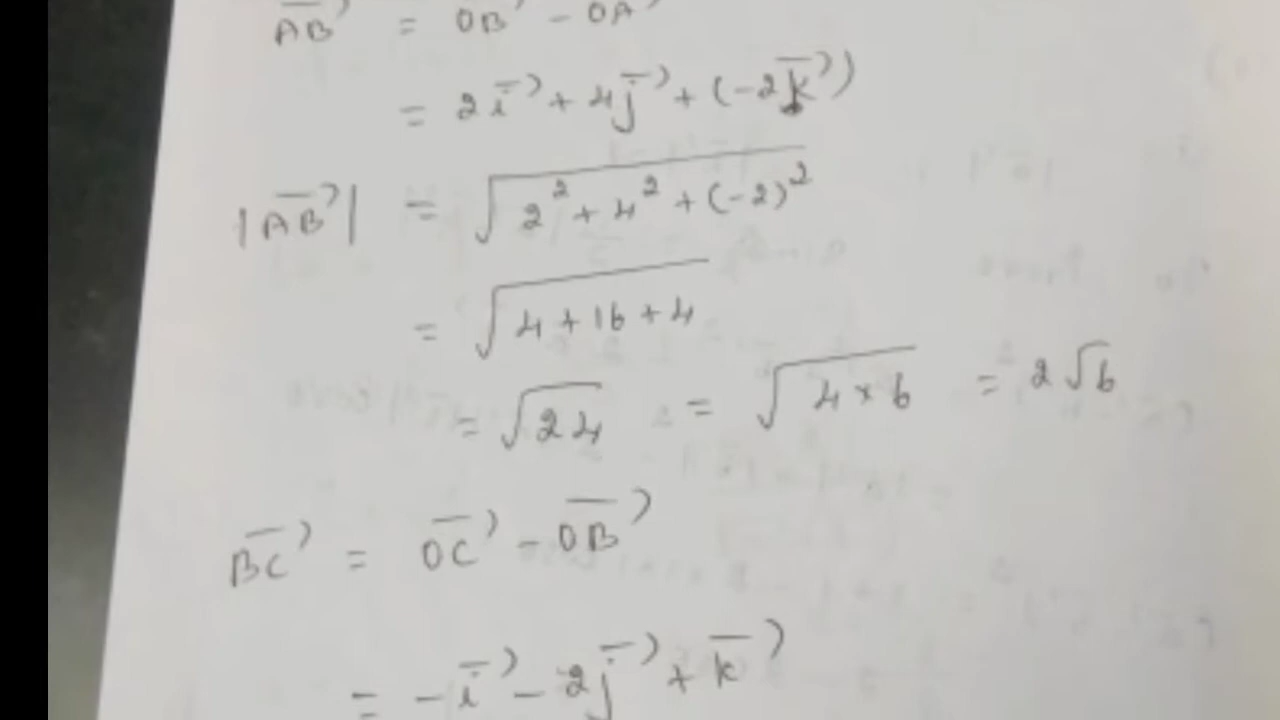 AB⃗ = OB⃗ - OA⃗
= 2i⃗ + 4j⃗ + (-2k⃗)
|AB⃗| = √(2² + 4² + (-2)²)
= √(4 + 16 + 4)
= √24 = √(4 × 6) = 2√6
BC⃗ = OC⃗ - OB⃗
= -i⃗ - 2j⃗ + k⃗